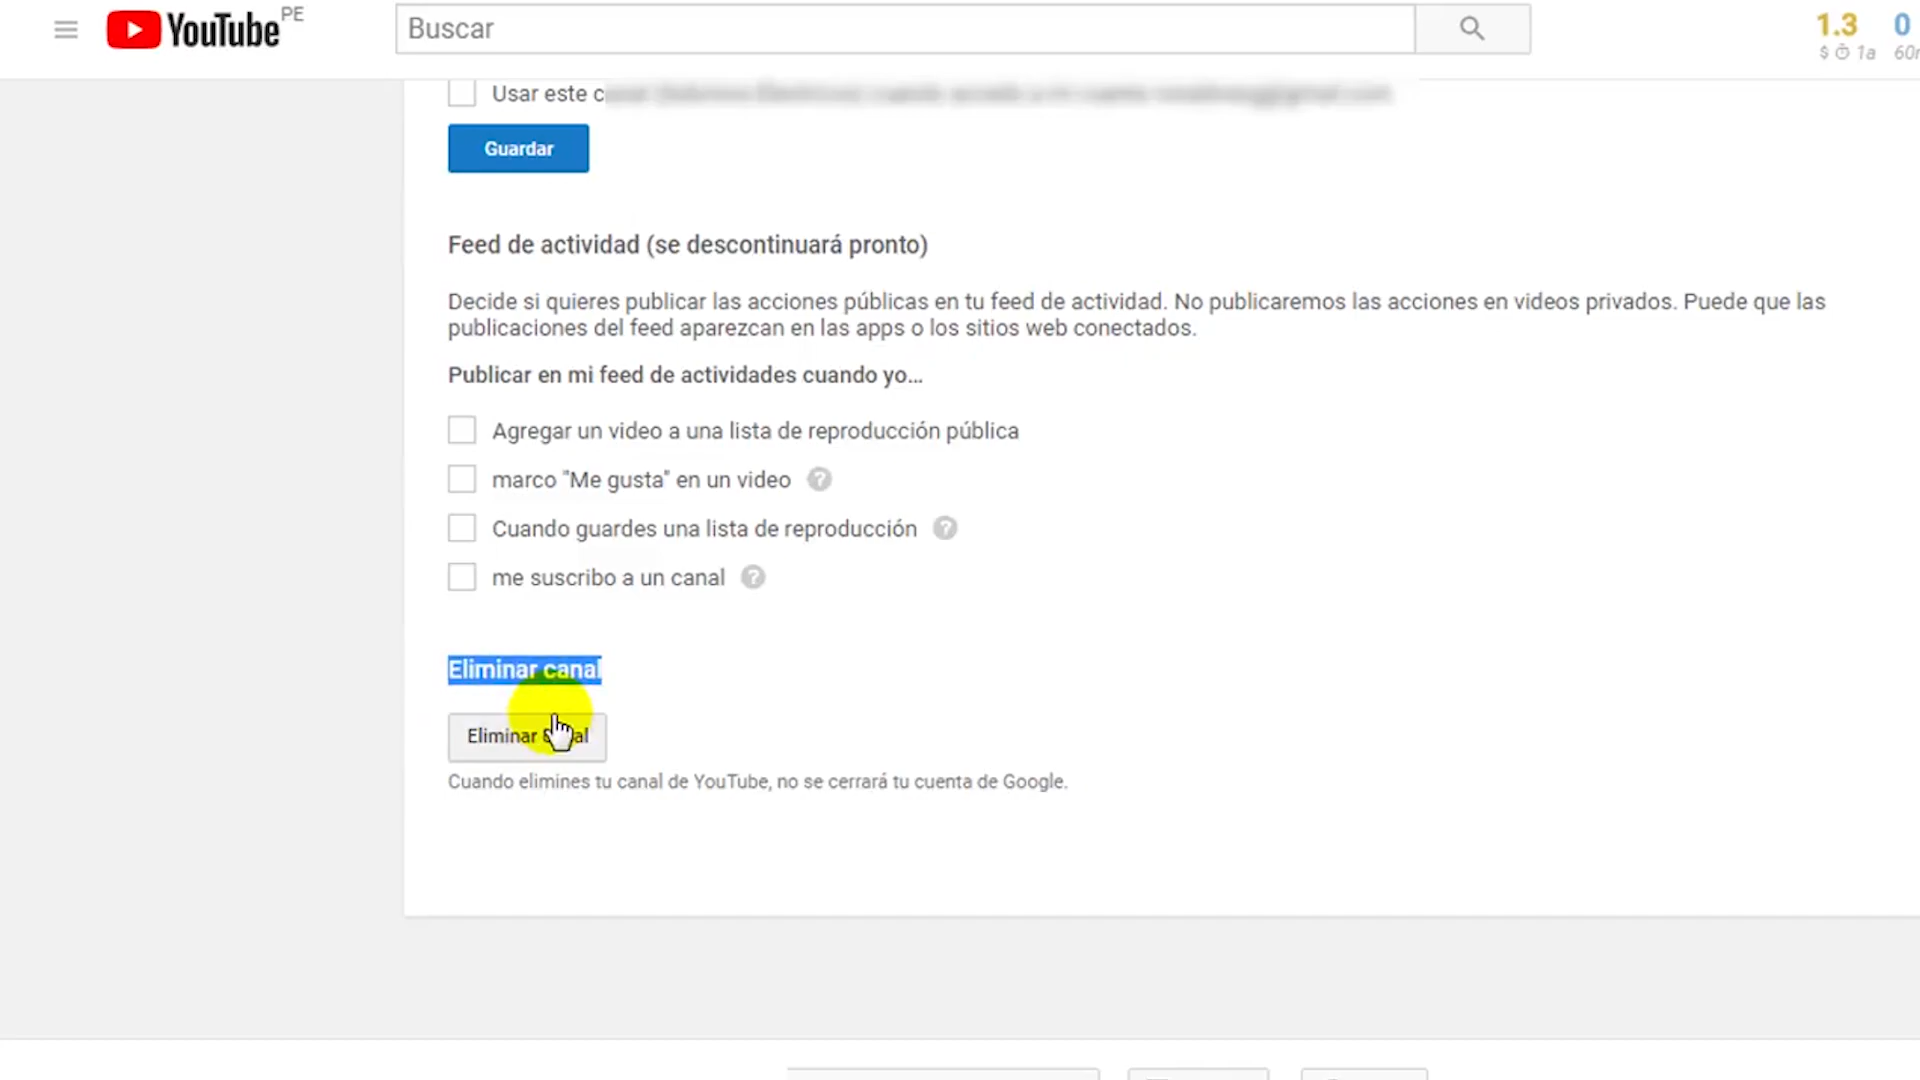 YouTube PE
Buscar
1.3
0
$ 1a
Usar este
Guardar
Feed de actividad (se descontinuará pronto)
Decide si quieres publicar las acciones públicas en tu feed de actividad. No publicaremos las acciones en videos privados. Puede que las
publicaciones del feed aparezcan en las apps o los sitios web conectados.
Publicar en mi feed de actividades cuando yo...
Agregar un video a una lista de reproducción pública
marco "Me gusta" en un video ?
Cuando guardes una lista de reproducción ?
me suscribo a un canal ?
Eliminar canal
Eliminar canal
Cuando elimines tu canal de YouTube, no se cerrará tu cuenta de Google.